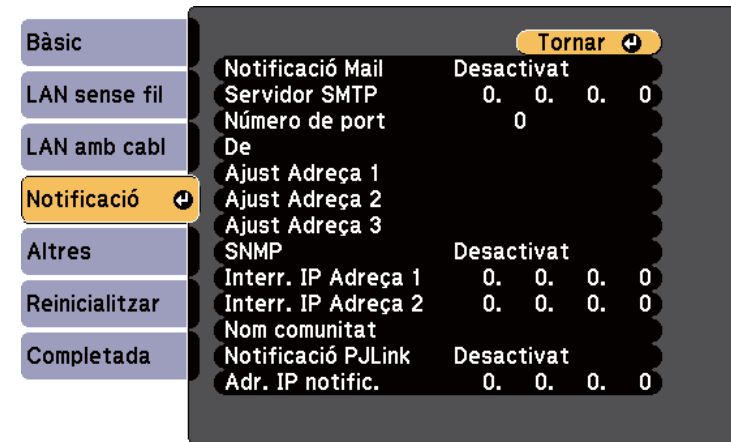 Bàsic
LAN sense fil
LAN amb cabl
Notificació
Altres
Reinicialitzar
Completada
Tornar
Notificació Mail Desactivat
Servidor SMTP 0. 0. 0. 0
Número de port 0
De
Ajust Adreça 1
Ajust Adreça 2
Ajust Adreça 3
SNMP Desactivat
Interr. IP Adreça 1 0. 0. 0. 0
Interr. IP Adreça 2 0. 0. 0. 0
Nom comunitat
Notificació PJLink Desactivat
Adr. IP notific. 0. 0. 0. 0